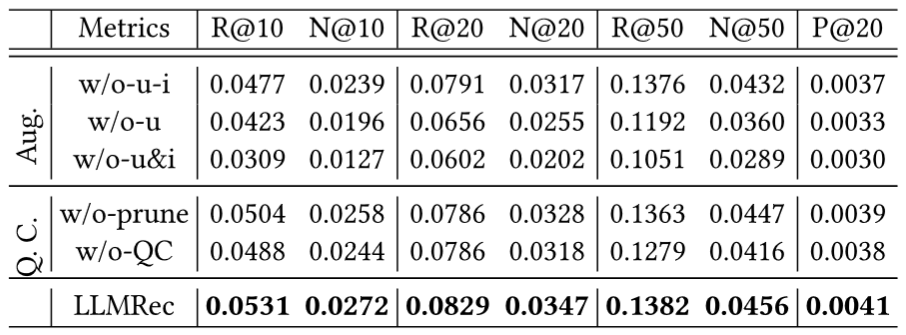 Metrics R@10 N@10 R@20 N@20 R@50 N@50 P@20
Aug.
w/o-u-i 0.0477 0.0239 0.0791 0.0317 0.1376 0.0432 0.0037
w/o-u 0.0423 0.0196 0.0656 0.0255 0.1192 0.0360 0.0033
w/o-u&i 0.0309 0.0127 0.0602 0.0202 0.1051 0.0289 0.0030
Q. C.
w/o-prune 0.0504 0.0258 0.0786 0.0328 0.1363 0.0447 0.0039
w/o-QC 0.0488 0.0244 0.0786 0.0318 0.1279 0.0416 0.0038
LLMRec 0.0531 0.0272 0.0829 0.0347 0.1382 0.0456 0.0041